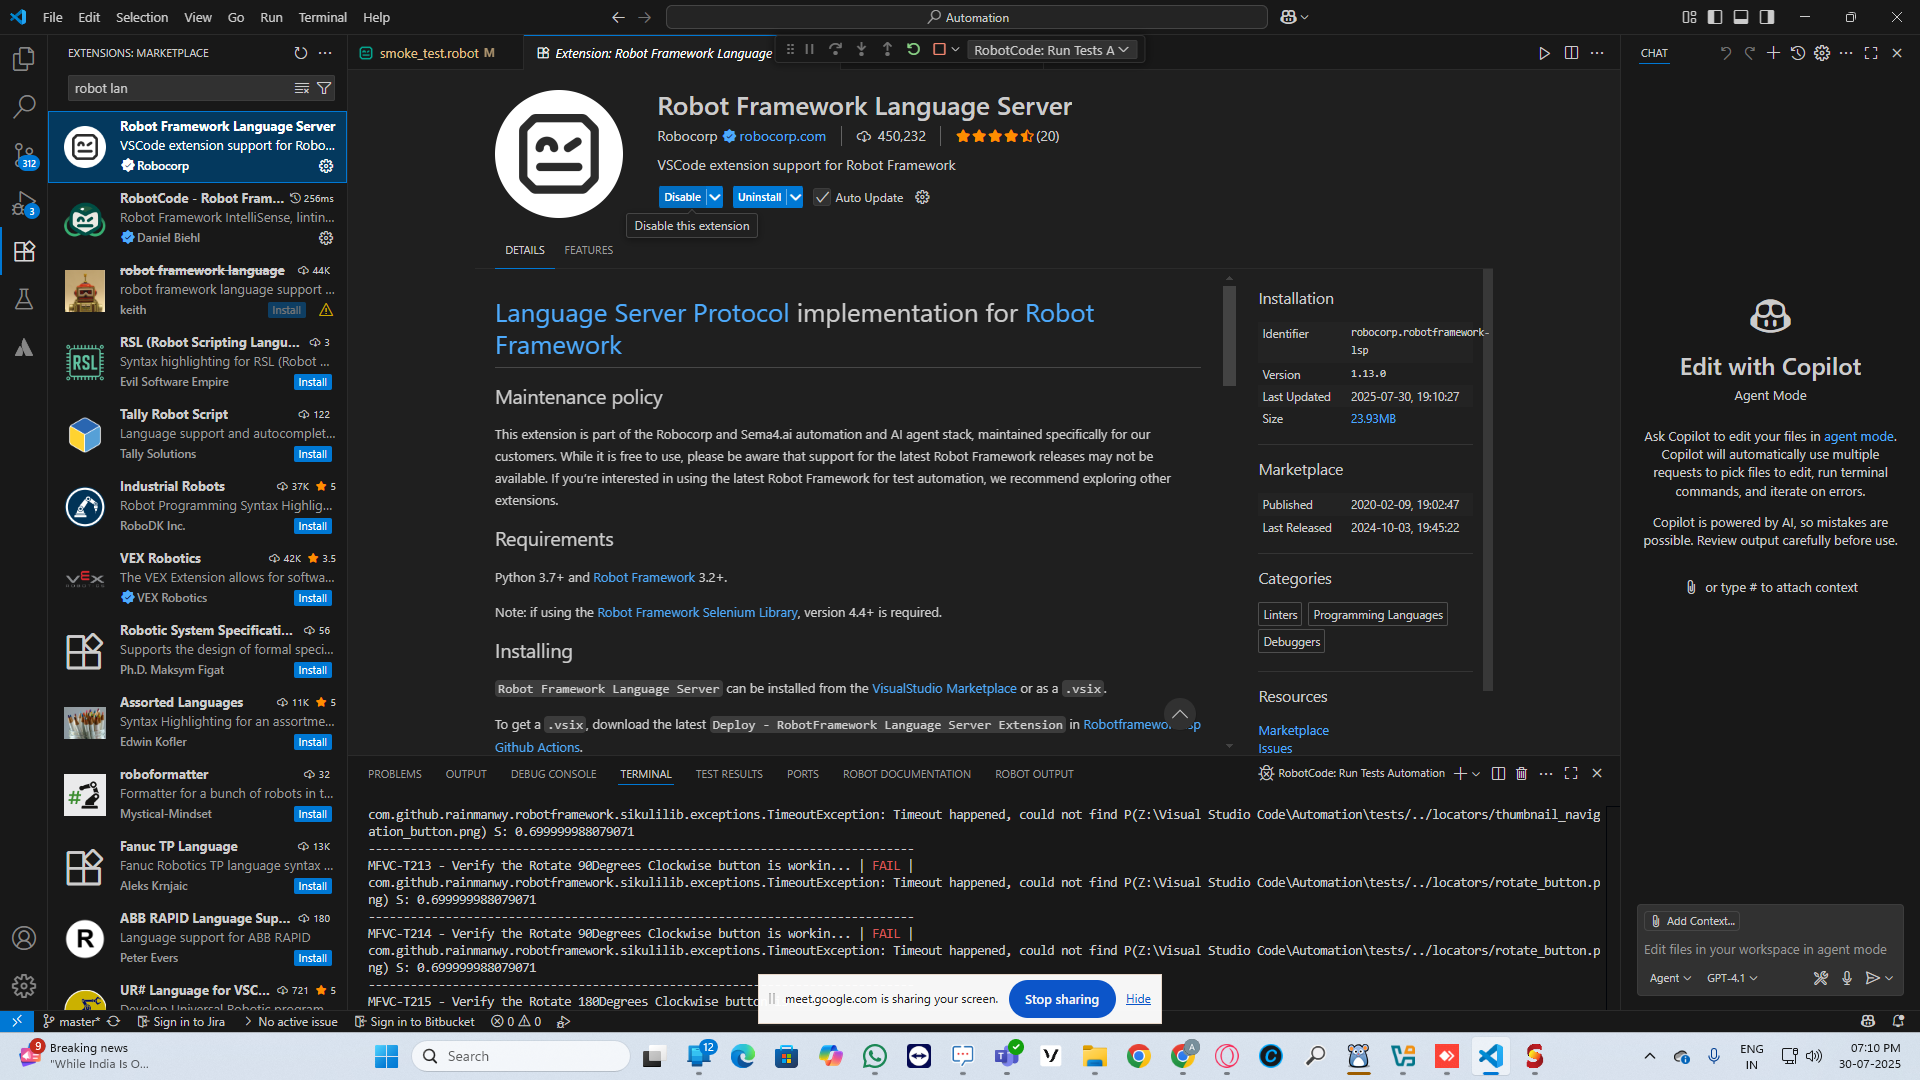 File Edit Selection View Go Run Terminal Help
Automation
EXTENSIONS: MARKETPLACE
robot lan
Robot Framework Language Server
VSCode extension support for Robo...
Robocorp
RobotCode - Robot Fram... 256ms
Robot Framework IntelliSense, lintin...
Daniel Biehl
robot framework language 44K
robot framework language support ...
keith Install
RSL (Robot Scripting Langu... 3
Syntax highlighting for RSL (Robot ...
Evil Software Empire Install
Tally Robot Script 122
Language support and autocomplet...
Tally Solutions Install
Industrial Robots 37K 5
Robot Programming Syntax Highlig...
RoboDK Inc. Install
VEX Robotics 42K 3.5
The VEX Extension allows for softwa...
VEX Robotics Install
Robotic System Specificati... 56
Supports the design of formal speci...
Ph.D. Maksym Figat Install
Assorted Languages 11K 5
Syntax Highlighting for an assortme...
Edwin Kofler Install
roboformatter 32
Formatter for a bunch of robots in t...
Mystical-Mindset Install
Fanuc TP Language 13K
Fanuc Robotics TP language syntax ...
Aleks Krnjaic Install
ABB RAPID Language Sup... 180
Language support for ABB RAPID
Peter Evers Install
UR# Language for VSC... 721 5
312
3
RSL
VEX
R
smoke_test.robot M
Extension: Robot Framework Language
RobotCode: Run Tests A
Robot Framework Language Server
Robocorp robocorp.com 450,232 (20)
VSCode extension support for Robot Framework
Disable Uninstall Auto Update
Disable this extension
DETAILS FEATURES
Language Server Protocol implementation for Robot
Framework
Maintenance policy
This extension is part of the Robocorp and Sema4.ai automation and AI agent stack, maintained specifically for our
customers. While it is free to use, please be aware that support for the latest Robot Framework releases may not be
available. If you're interested in using the latest Robot Framework for test automation, we recommend exploring other
extensions.
Requirements
Python 3.7+ and Robot Framework 3.2+.
Note: if using the Robot Framework Selenium Library, version 4.4+ is required.
Installing
Robot Framework Language Server can be installed from the VisualStudio Marketplace or as a .vsix.
To get a .vsix, download the latest Deploy - RobotFramework Language Server Extension in
Github Actions.
Installation
Identifier robocorp.robotframework-
lsp
Version 1.13.0
Last Updated 2025-07-30, 19:10:27
Size 23.93MB
Marketplace
Published 2020-02-09, 19:02:47
Last Released 2024-10-03, 19:45:22
Categories
Linters Programming Languages
Debuggers
Resources
Marketplace
Issues
PROBLEMS OUTPUT DEBUG CONSOLE TERMINAL TEST RESULTS PORTS ROBOT DOCUMENTATION ROBOT OUTPUT
RobotCode: Run Tests Automation
com.github.rainmanwy.robotframework.sikulilib.exceptions.TimeoutException: Timeout happened, could not find P(Z:\Visual Studio Code\Automation\tests/../locators/thumbnail_navig
ation_button.png) S: 0.699999988079071
------------------------------------------------------------------------------
MFVC-T213 - Verify the Rotate 90Degrees Clockwise button is workin... | FAIL |
com.github.rainmanwy.robotframework.sikulilib.exceptions.TimeoutException: Timeout happened, could not find P(Z:\Visual Studio Code\Automation\tests/../locators/rotate_button.p
ng) S: 0.699999988079071
------------------------------------------------------------------------------
MFVC-T214 - Verify the Rotate 90Degrees Clockwise button is workin... | FAIL |
com.github.rainmanwy.robotframework.sikulilib.exceptions.TimeoutException: Timeout happened, could not find P(Z:\Visual Studio Code\Automation\tests/../locators/rotate_button.p
ng) S: 0.699999988079071
------------------------------------------------------------------------------
MFVC-T215 - Verify the Rotate 180Degrees Clockwise
meet.google.com is sharing your screen. Stop sharing Hide
CHAT
Edit with Copilot
Agent Mode
Ask Copilot to edit your files in agent mode.
Copilot will automatically use multiple
requests to pick files to edit, run terminal
commands, and iterate on errors.
Copilot is powered by AI, so mistakes are
possible. Review output carefully before use.
or type # to attach context
Add Context...
Edit files in your workspace in agent mode
Agent GPT-4.1
master* Sign in to Jira No active issue Sign in to Bitbucket 0 0
9 Breaking news
"While India Is O...
Search
12
ENG
IN
07:10 PM
30-07-2025